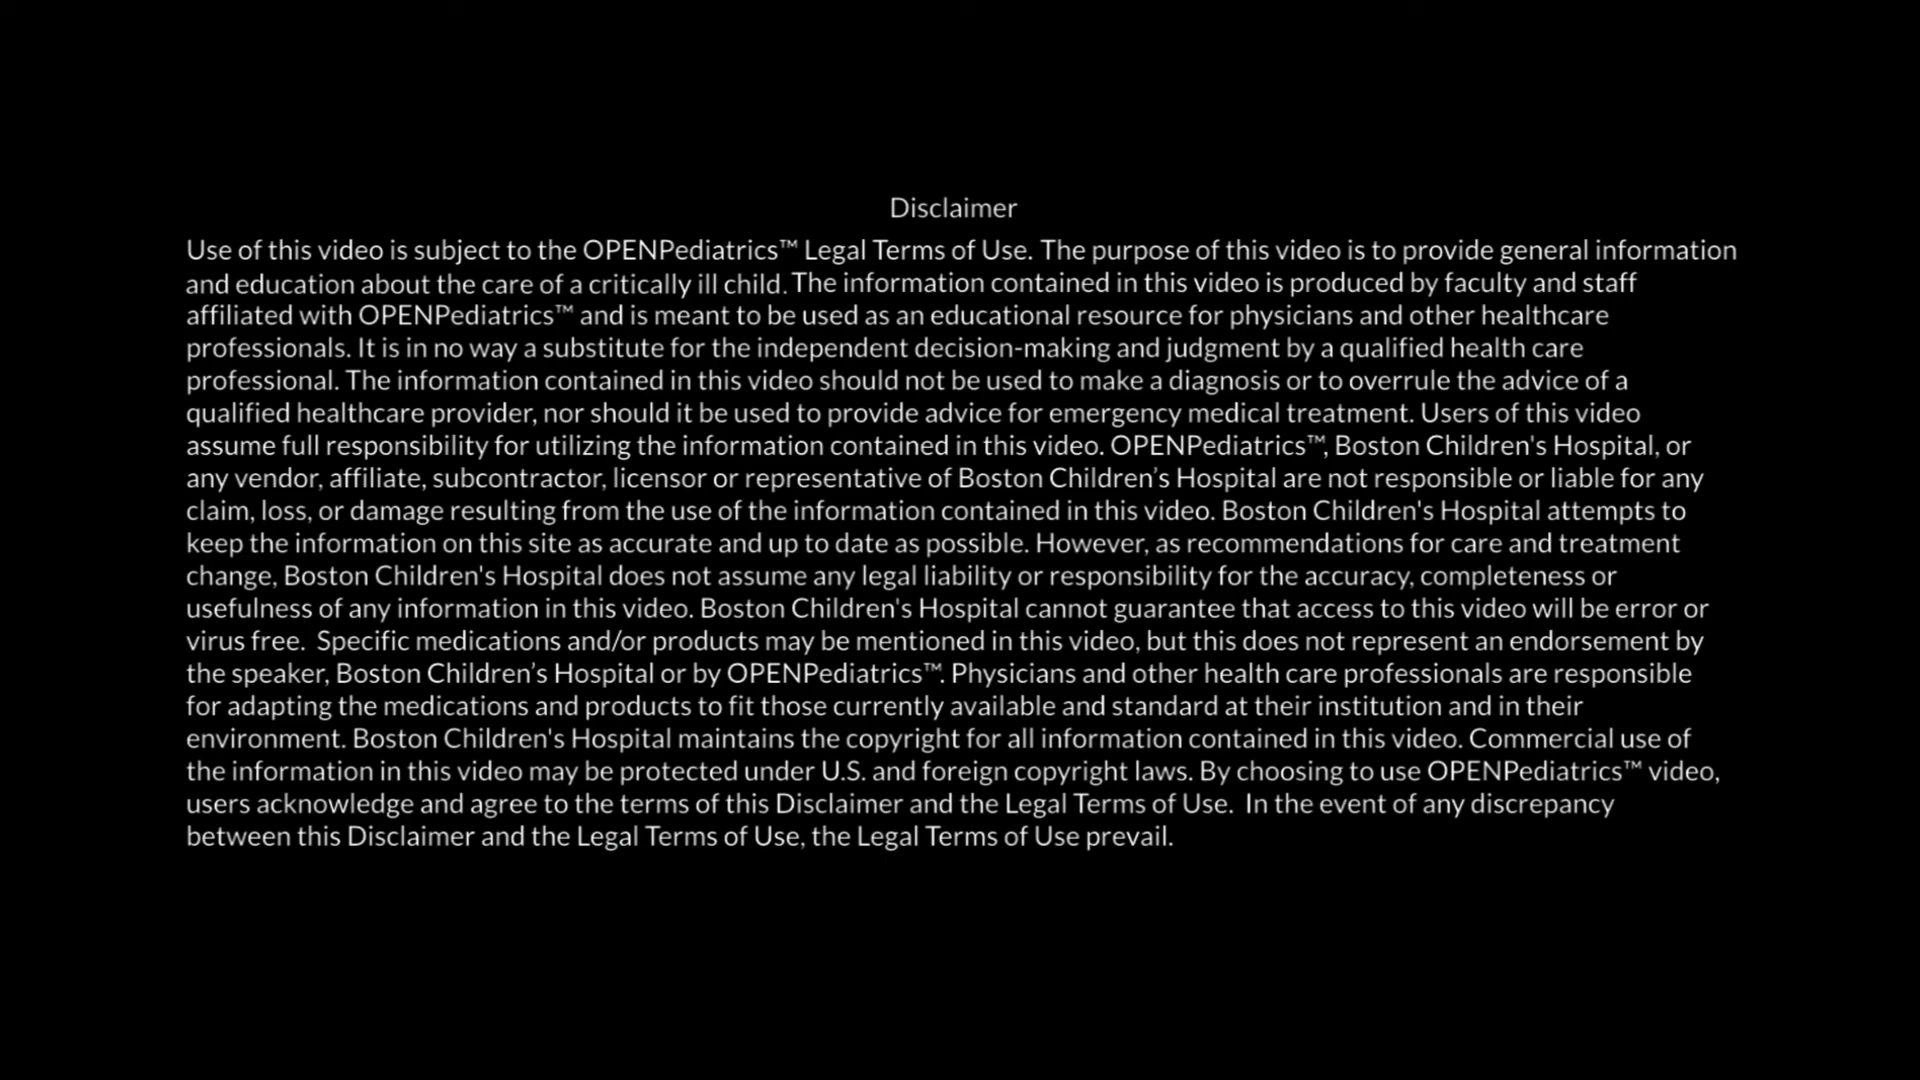 Disclaimer
Use of this video is subject to the OPENPediatrics™ Legal Terms of Use. The purpose of this video is to provide general information
and education about the care of a critically ill child. The information contained in this video is produced by faculty and staff
affiliated with OPENPediatrics™ and is meant to be used as an educational resource for physicians and other healthcare
professionals. It is in no way a substitute for the independent decision-making and judgment by a qualified health care
professional. The information contained in this video should not be used to make a diagnosis or to overrule the advice of a
qualified healthcare provider, nor should it be used to provide advice for emergency medical treatment. Users of this video
assume full responsibility for utilizing the information contained in this video. OPENPediatrics™, Boston Children's Hospital, or
any vendor, affiliate, subcontractor, licensor or representative of Boston Children’s Hospital are not responsible or liable for any
claim, loss, or damage resulting from the use of the information contained in this video. Boston Children's Hospital attempts to
keep the information on this site as accurate and up to date as possible. However, as recommendations for care and treatment
change, Boston Children's Hospital does not assume any legal liability or responsibility for the accuracy, completeness or
usefulness of any information in this video. Boston Children's Hospital cannot guarantee that access to this video will be error or
virus free.  Specific medications and/or products may be mentioned in this video, but this does not represent an endorsement by
the speaker, Boston Children’s Hospital or by OPENPediatrics™. Physicians and other health care professionals are responsible
for adapting the medications and products to fit those currently available and standard at their institution and in their
environment. Boston Children's Hospital maintains the copyright for all information contained in this video. Commercial use of
the information in this video may be protected under U.S. and foreign copyright laws. By choosing to use OPENPediatrics™ video,
users acknowledge and agree to the terms of this Disclaimer and the Legal Terms of Use.  In the event of any discrepancy
between this Disclaimer and the Legal Terms of Use, the Legal Terms of Use prevail.